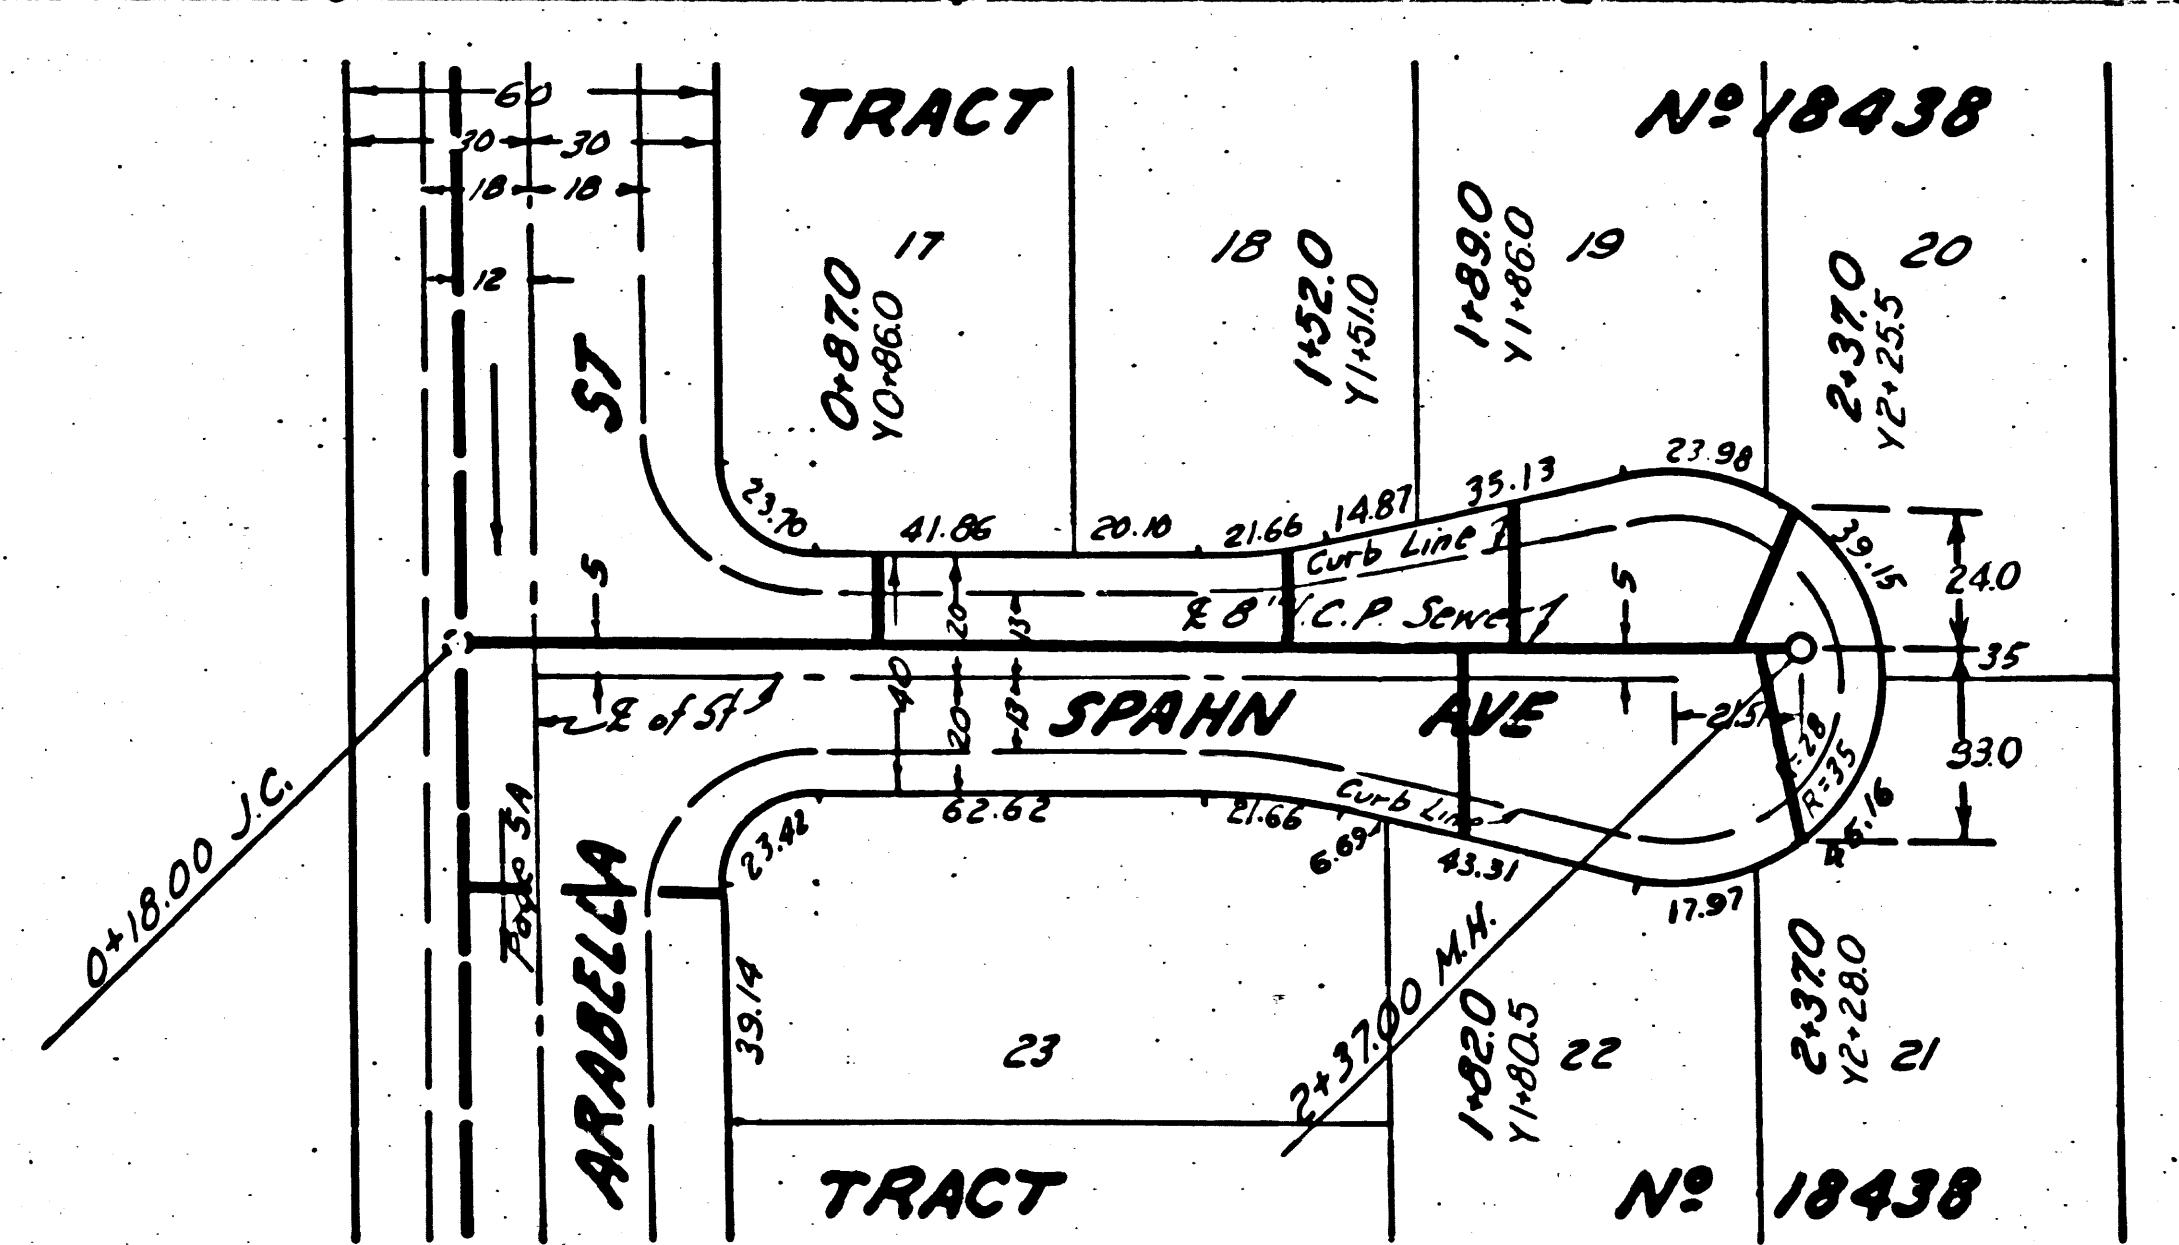 TRACT
Nº 18438
60
30 30
18 18
12
17
18
19
20
0+87.0
Y0+86.0
1+52.0
Y1+51.0
1+89.0
Y1+86.0
2+37.0
Y2+25.5
ST
23.70
41.86
20.10
21.66
14.87
35.13
23.98
39.15
Curb Line
5
20
13
℄ 8" V.C.P. Sewer
5
24.0
35
40
20
13
℄ of St
SPAHN AVE
21.5
R=28
R=35
33.0
0+18.00 J.C.
Page 5A
23.42
62.62
21.66
Curb Line
6.69
43.31
17.97
46.16
ARABELLA
39.14
23
2+37.00 M.H.
1+82.0
Y1+80.5
22
2+37.0
Y2+28.0
21
TRACT
Nº 18438